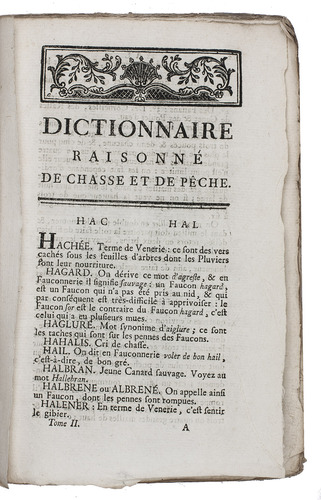 DICTIONNAIRE
RAISONNÉ
DE CHASSE ET DE PÊCHE.
HAC HAL
HACHÉE. Terme de Venerie : ce sont des vers
cachés sous les feuilles d'arbres dont les Pluviers
font leur nourriture.
HAGARD. On dérive ce mot d'agreste, & en
Fauconnerie il signifie sauvage : un Faucon hagard,
est un Faucon qui n'a pas été pris au nid, & qui
par conséquent est très-difficile à apprivoiser : le
Faucon sor est le contraire du Faucon hagard, c'est
celui qui a eu plusieurs mues.
HAGLURE. Mot synonime d'aiglure ; ce sont
les taches qui sont sur les pennes des Faucons.
HAHALIS. Cri de chasse.
HAIL. On dit en Fauconnerie voler de bon hail,
c'est-à-dire, de bon gré.
HALBRAN. Jeune Canard sauvage. Voyez au
mot Hallebran.
HALBRENE ou ALBRENÉ. On appelle ainsi
un Faucon, dont les pennes sont rompues.
HALENER : En terme de Venerie, c'est sentir
le gibier.
Tome II. A